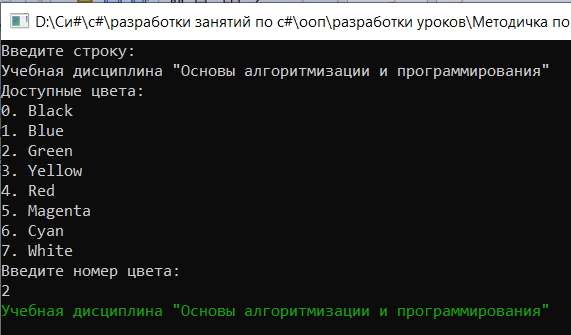 D:\Си#\c#\разработки занятий по c#\ооп\разработки уроков\Методичка по
Введите строку:
Учебная дисциплина "Основы алгоритмизации и программирования"
Доступные цвета:
0. Black
1. Blue
2. Green
3. Yellow
4. Red
5. Magenta
6. Cyan
7. White
Введите номер цвета:
2
Учебная дисциплина "Основы алгоритмизации и программирования"